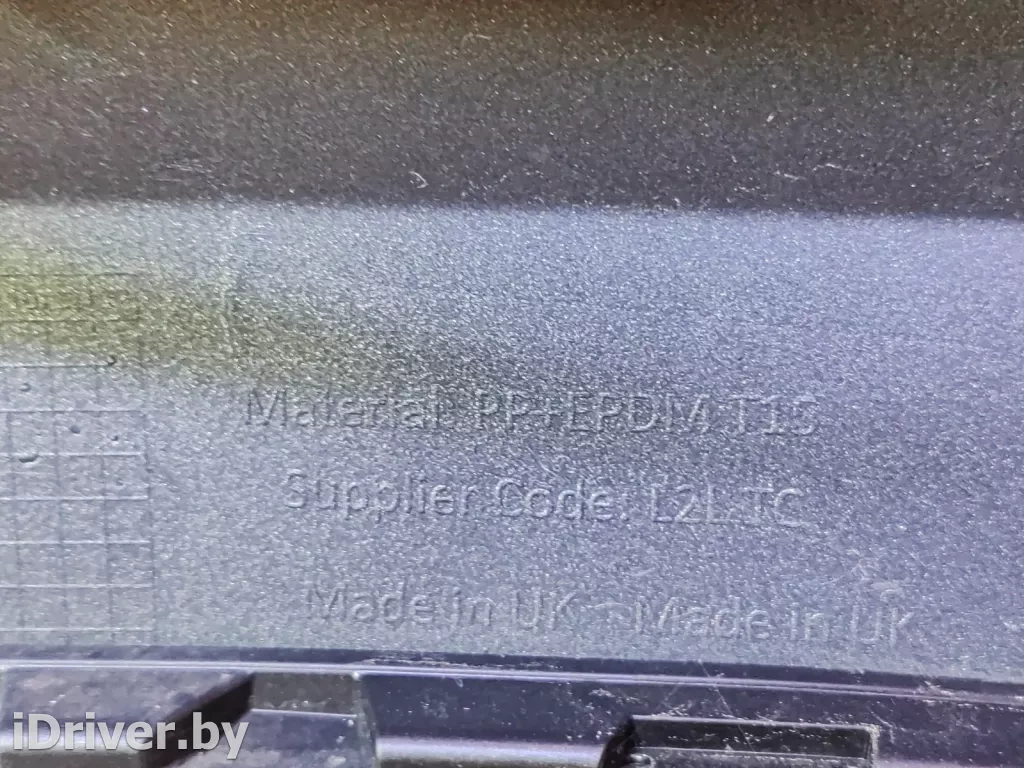 Material: PP+EPDM T15
Supplier Code: L2L TC
Made in UK - Made in UK
iDriver.by